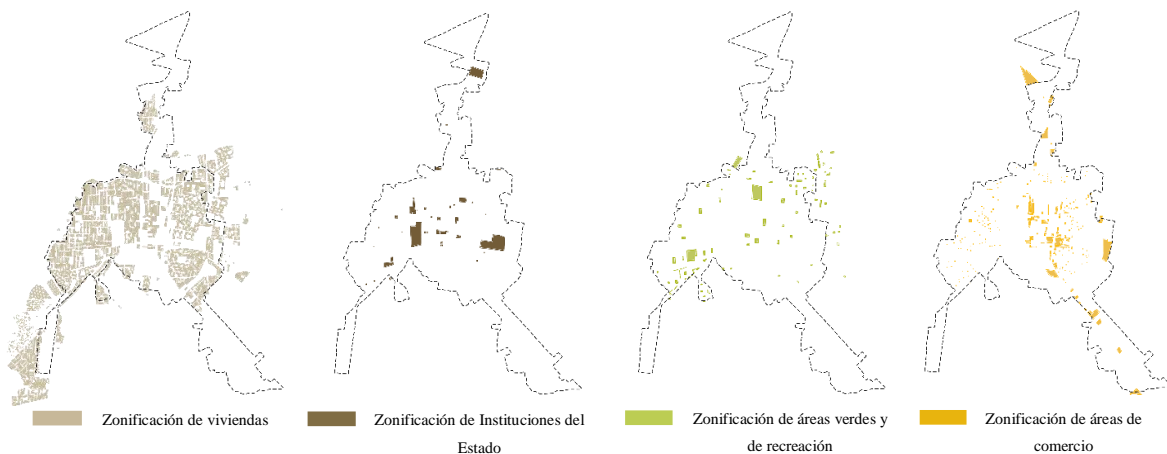 Zonificación de viviendas
Zonificación de Instituciones del
Estado
Zonificación de áreas verdes y
de recreación
Zonificación de áreas de
comercio